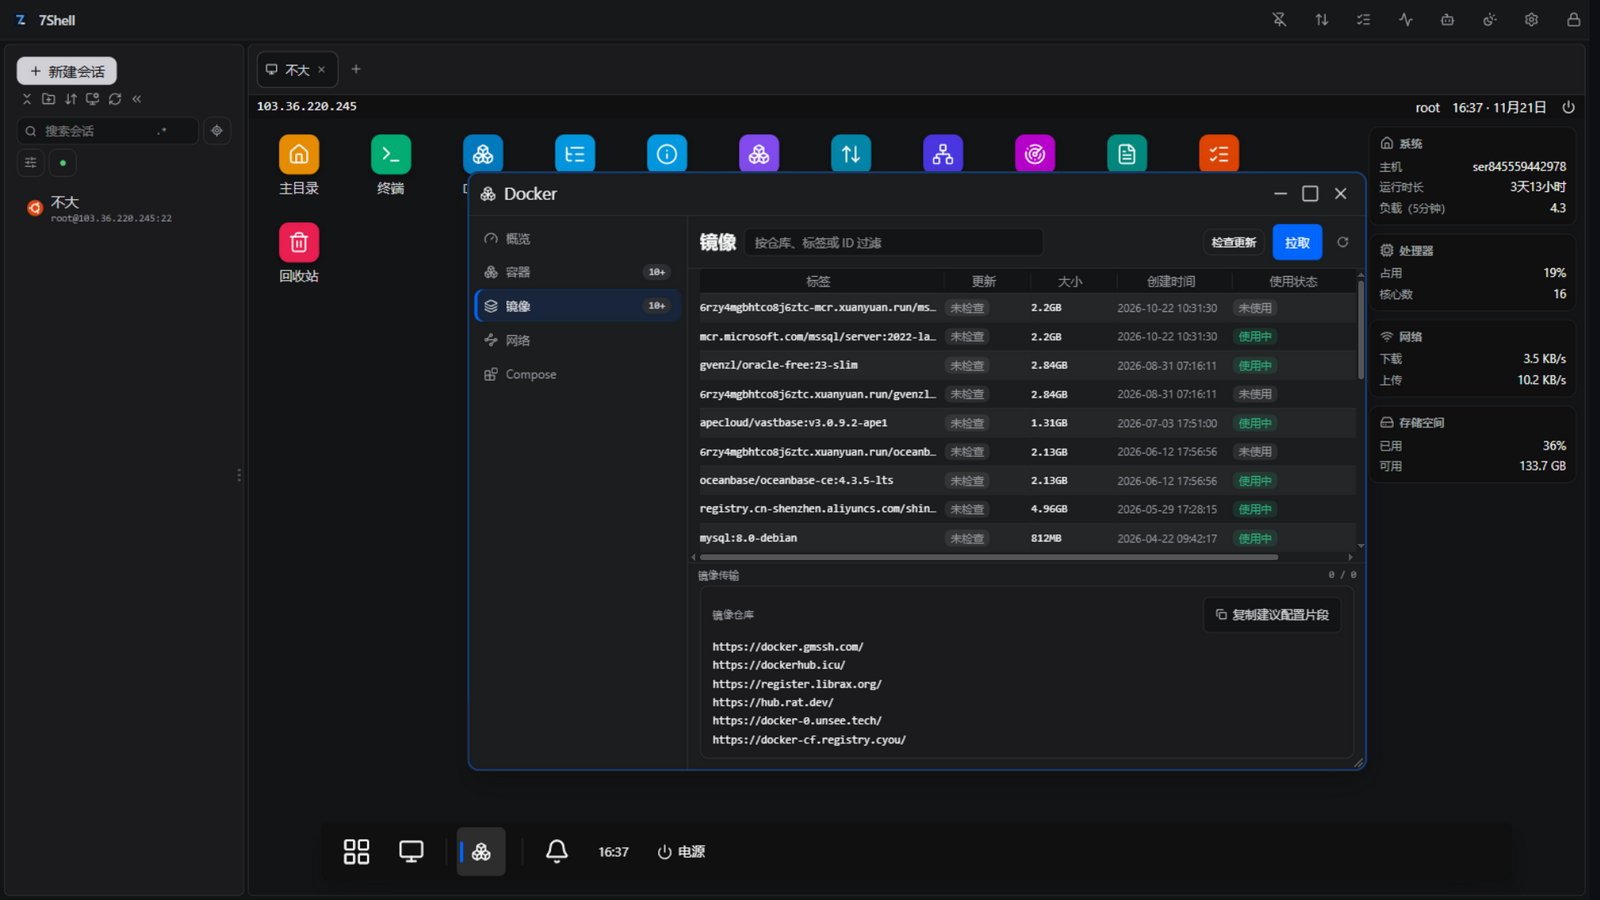 7Shell
新建会话
搜索会话
.*
不大
root@103.36.220.245:22
不大
103.36.220.245
root 16:37 · 11月21日
主目录
终端
回收站
Docker
概览
容器 10+
镜像 10+
网络
Compose
镜像 按仓库、标签或 ID 过滤 检查更新 拉取
标签 更新 大小 创建时间 使用状态
6rzy4mgbhtco8j6ztc-mcr.xuanyuan.run/ms… 未检查 2.2GB 2026-10-22 10:31:30 未使用
mcr.microsoft.com/mssql/server:2022-la… 未检查 2.2GB 2026-10-22 10:31:30 使用中
gvenzl/oracle-free:23-slim 未检查 2.84GB 2026-08-31 07:16:11 使用中
6rzy4mgbhtco8j6ztc.xuanyuan.run/gvenzl… 未检查 2.84GB 2026-08-31 07:16:11 未使用
apecloud/vastbase:v3.0.9.2-ape1 未检查 1.31GB 2026-07-03 17:51:00 使用中
6rzy4mgbhtco8j6ztc.xuanyuan.run/oceanb… 未检查 2.13GB 2026-06-12 17:56:56 未使用
oceanbase/oceanbase-ce:4.3.5-lts 未检查 2.13GB 2026-06-12 17:56:56 使用中
registry.cn-shenzhen.aliyuncs.com/shin… 未检查 4.96GB 2026-05-29 17:28:15 使用中
mysql:8.0-debian 未检查 812MB 2026-04-22 09:42:17 使用中
镜像传输 0 / 0
镜像仓库 复制建议配置片段
https://docker.gmssh.com/
https://dockerhub.icu/
https://register.librax.org/
https://hub.rat.dev/
https://docker-0.unsee.tech/
https://docker-cf.registry.cyou/
系统
主机 ser845559442978
运行时长 3天13小时
负载 (5分钟) 4.3
处理器
占用 19%
核心数 16
网络
下载 3.5 KB/s
上传 10.2 KB/s
存储空间
已用 36%
可用 133.7 GB
16:37 电源